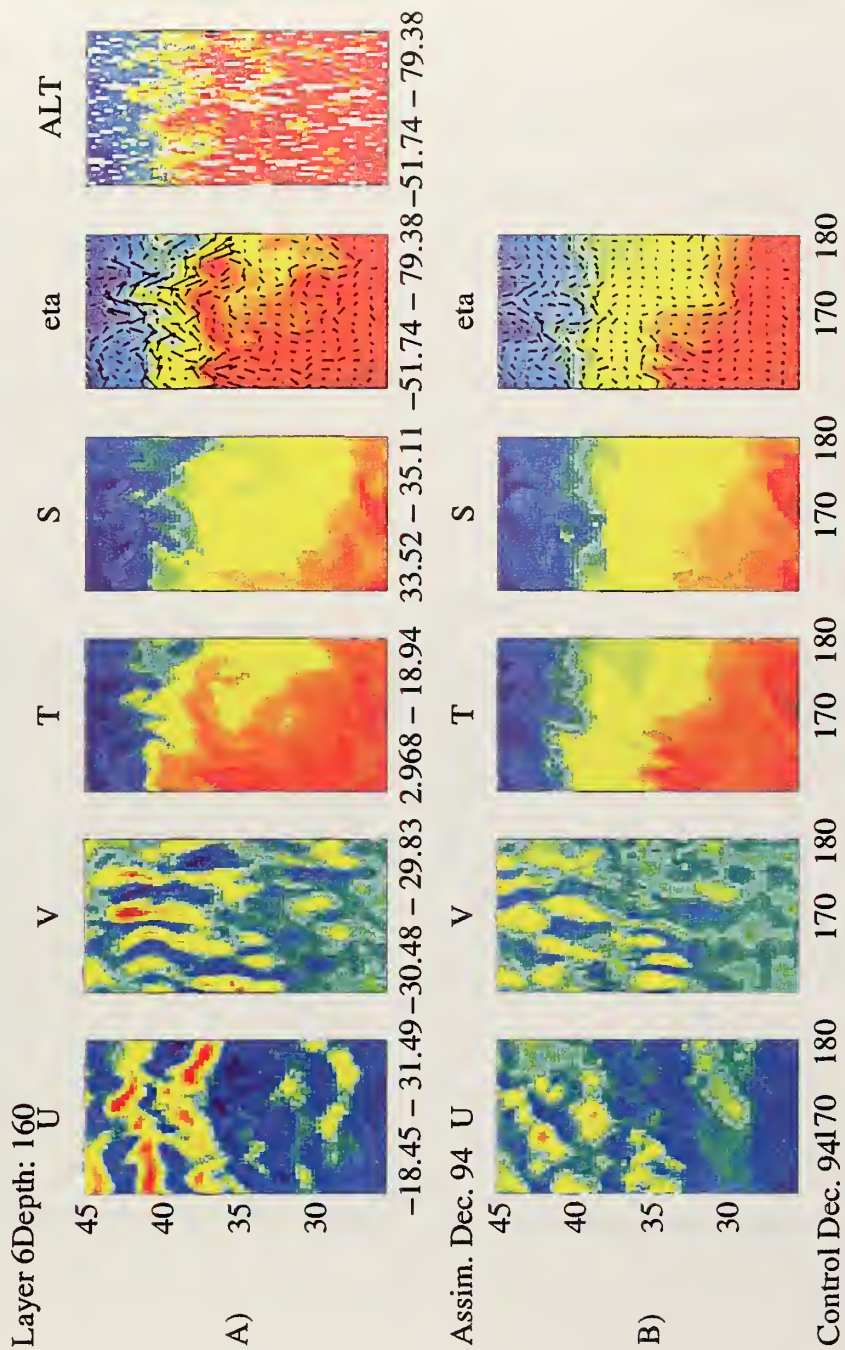 Layer 6Depth: 160
U V T S eta ALT
45
40
35
30
A)
−18.45 − 31.49 −30.48 − 29.83 2.968 − 18.94 33.52 − 35.11 −51.74 − 79.38 −51.74 − 79.38
Assim. Dec. 94 U V T S eta
45
40
35
30
B)
Control Dec. 94170 180 170 180 170 180 170 180 170 180